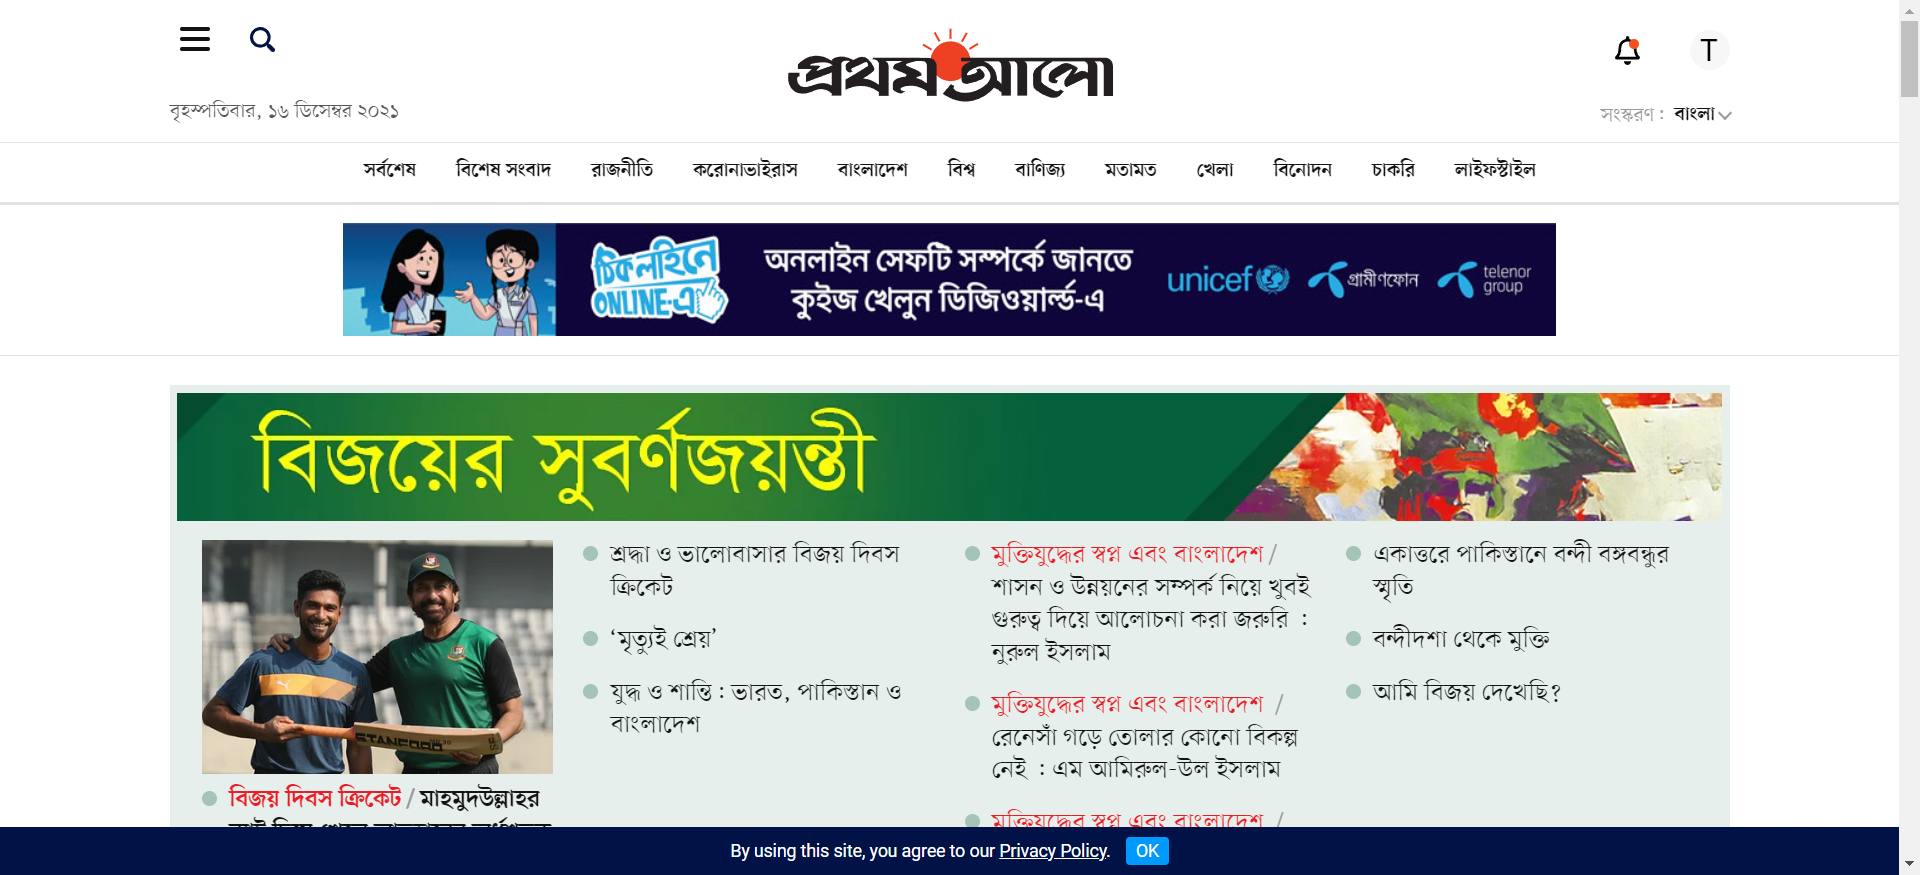 প্রথম আলো
T
বৃহস্পতিবার, ১৬ ডিসেম্বর ২০২১
সংস্করণ : বাংলা
সর্বশেষ বিশেষ সংবাদ রাজনীতি করোনাভাইরাস বাংলাদেশ বিশ্ব বাণিজ্য মতামত খেলা বিনোদন চাকরি লাইফস্টাইল
ঠিক লাইনে
ONLINE-এ
অনলাইন সেফটি সম্পর্কে জানতে
কুইজ খেলুন ডিজিওয়ার্ল্ড-এ
unicef গ্রামীণফোন telenor
group
বিজয়ের সুবর্ণজয়ন্তী
STANFORD
বিজয় দিবস ক্রিকেট / মাহমুদউল্লাহর
শ্রদ্ধা ও ভালোবাসার বিজয় দিবস
ক্রিকেট
‘মৃত্যুই শ্রেয়’
যুদ্ধ ও শান্তি : ভারত, পাকিস্তান ও
বাংলাদেশ
মুক্তিযুদ্ধের স্বপ্ন এবং বাংলাদেশ /
শাসন ও উন্নয়নের সম্পর্ক নিয়ে খুবই
গুরুত্ব দিয়ে আলোচনা করা জরুরি :
নুরুল ইসলাম
মুক্তিযুদ্ধের স্বপ্ন এবং বাংলাদেশ /
রেনেসাঁ গড়ে তোলার কোনো বিকল্প
নেই : এম আমিরুল-উল ইসলাম
মুক্তিযুদ্ধের স্বপ্ন এবং বাংলাদেশ /
একাত্তরে পাকিস্তানে বন্দী বঙ্গবন্ধুর
স্মৃতি
বন্দীদশা থেকে মুক্তি
আমি বিজয় দেখেছি?
By using this site, you agree to our Privacy Policy. OK